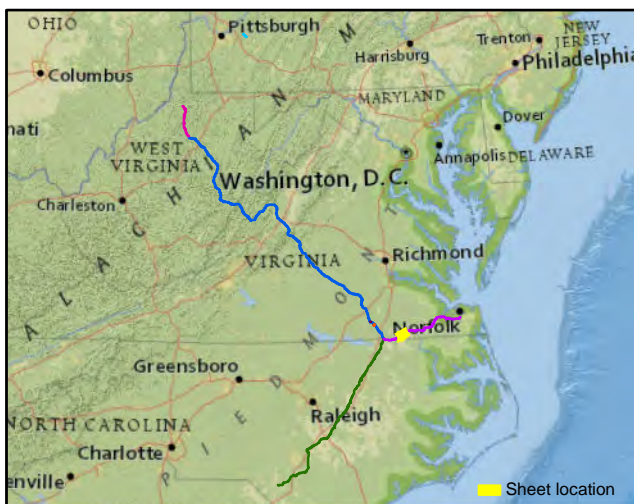 OHIO
Pittsburgh
M
NEW
JERSEY
Trenton
Harrisburg
Philadelphia
Columbus
nati
MARYLAND
Dover
WEST
VIRGINIA
Annapolis
DELAWARE
Washington, D.C.
Charleston
Richmond
VIRGINIA
Norfolk
Greensboro
Raleigh
NORTH CAROLINA
Charlotte
enville
A L A C H I A N
P I E D M O N T
Sheet location